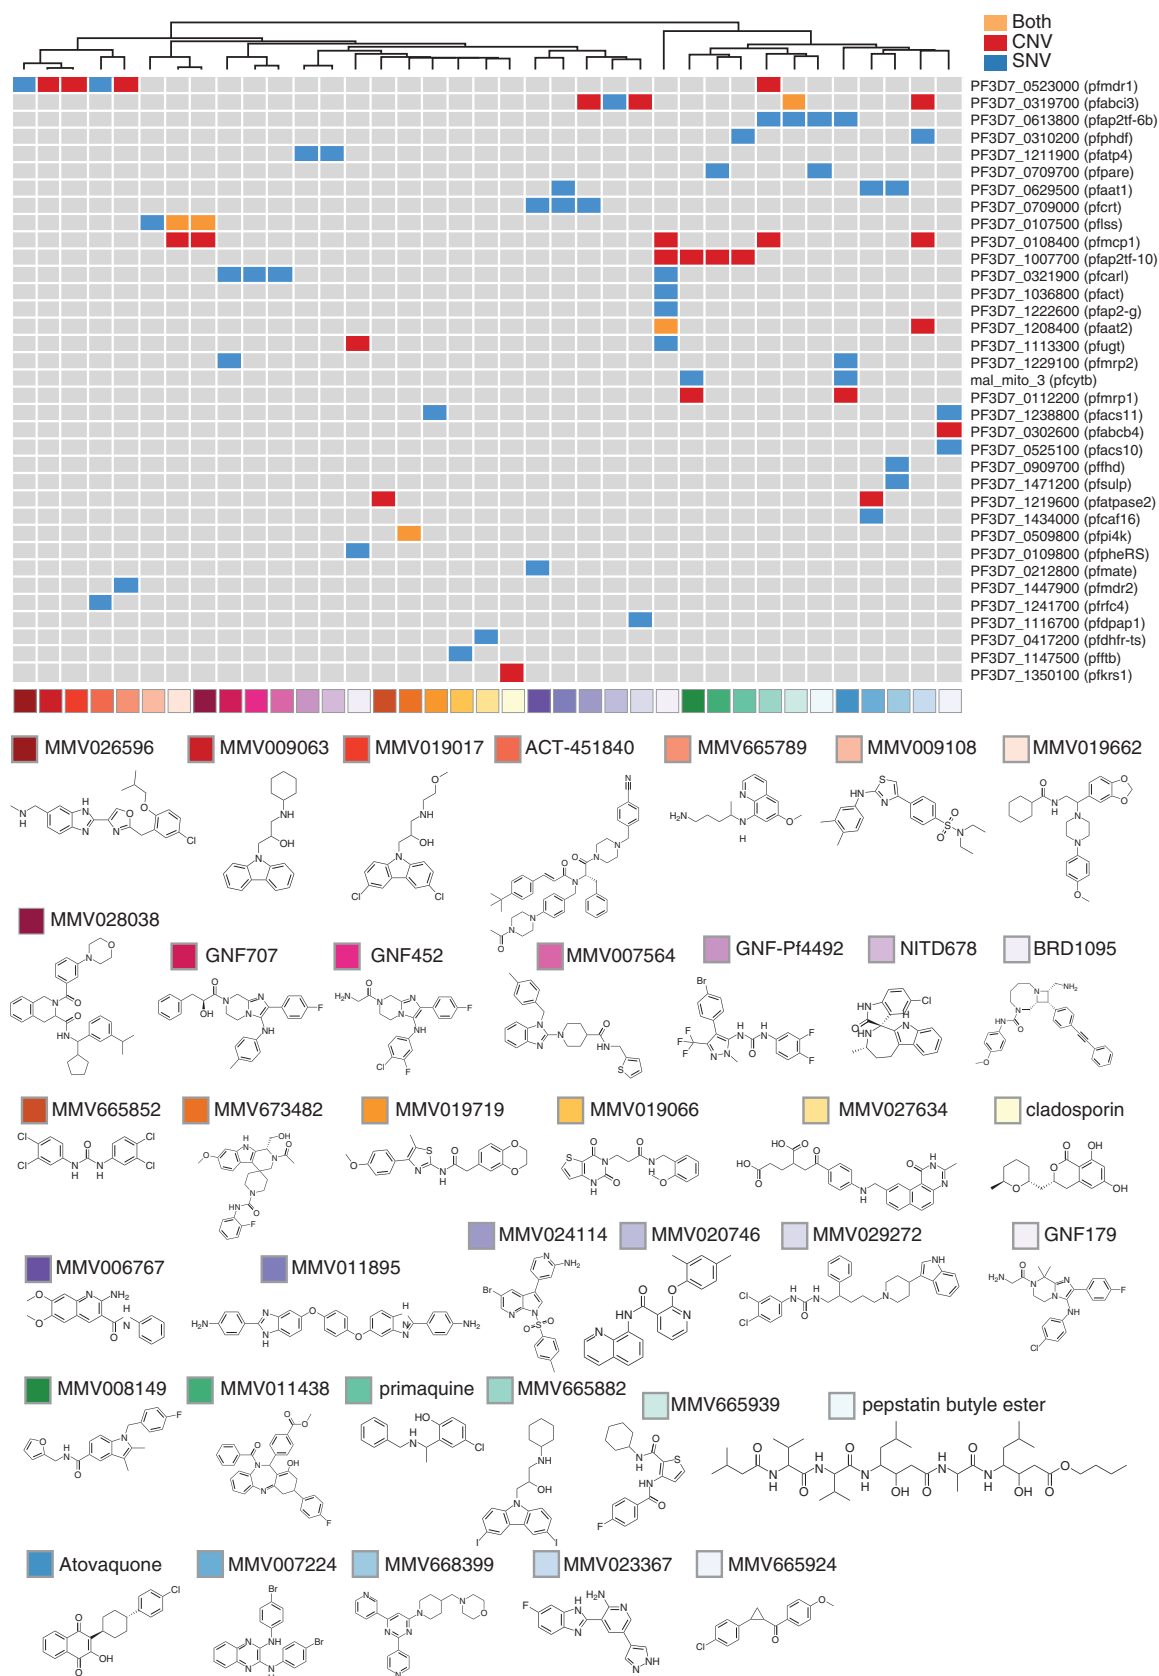 Both
CNV
SNV
PF3D7_0523000 (pfmdr1)
PF3D7_0319700 (pfabci3)
PF3D7_0613800 (pfap2tf-6b)
PF3D7_0310200 (pfphdf)
PF3D7_1211900 (pfatp4)
PF3D7_0709700 (pfpare)
PF3D7_0629500 (pfaat1)
PF3D7_0709000 (pfcrt)
PF3D7_0107500 (pflss)
PF3D7_0108400 (pfmcp1)
PF3D7_1007700 (pfap2tf-10)
PF3D7_0321900 (pfcarl)
PF3D7_1036800 (pfact)
PF3D7_1222600 (pfap2-g)
PF3D7_1208400 (pfaat2)
PF3D7_1113300 (pfugt)
PF3D7_1229100 (pfmrp2)
mal_mito_3 (pfcytb)
PF3D7_0112200 (pfmrp1)
PF3D7_1238800 (pfacs11)
PF3D7_0302600 (pfabcb4)
PF3D7_0525100 (pfacs10)
PF3D7_0909700 (pffhd)
PF3D7_1471200 (pfsulp)
PF3D7_1219600 (pfatpase2)
PF3D7_1434000 (pfcaf16)
PF3D7_0509800 (pfpi4k)
PF3D7_0109800 (pfpheRS)
PF3D7_0212800 (pfmate)
PF3D7_1447900 (pfmdr2)
PF3D7_1241700 (pfrfc4)
PF3D7_1116700 (pfdpap1)
PF3D7_0417200 (pfdhfr-ts)
PF3D7_1147500 (pfftb)
PF3D7_1350100 (pfkrs1)
MMV026596 MMV009063 MMV019017 ACT-451840 MMV665789 MMV009108 MMV019662
MMV028038
GNF707 GNF452 MMV007564 GNF-Pf4492 NITD678 BRD1095
MMV665852 MMV673482 MMV019719 MMV019066 MMV027634 cladosporin
MMV006767 MMV011895 MMV024114 MMV020746 MMV029272 GNF179
MMV008149 MMV011438 primaquine MMV665882 MMV665939 pepstatin butyle ester
Atovaquone MMV007224 MMV668399 MMV023367 MMV665924